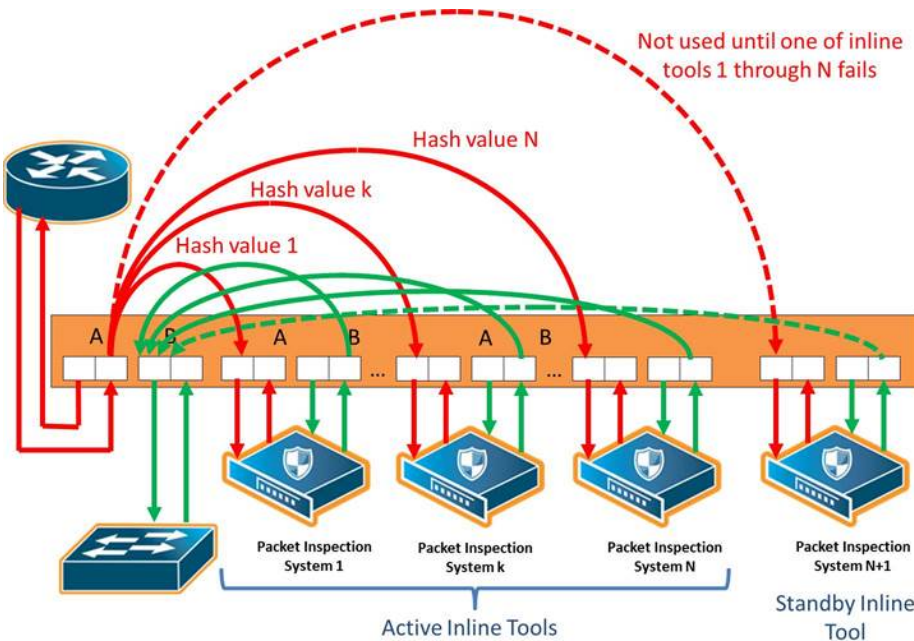 Not used until one of inline
tools 1 through N fails
Hash value N
Hash value k
Hash value 1
A B A B A B
... ...
Packet Inspection
System 1
Packet Inspection
System k
Packet Inspection
System N
Packet Inspection
System N+1
Active Inline Tools
Standby Inline
Tool